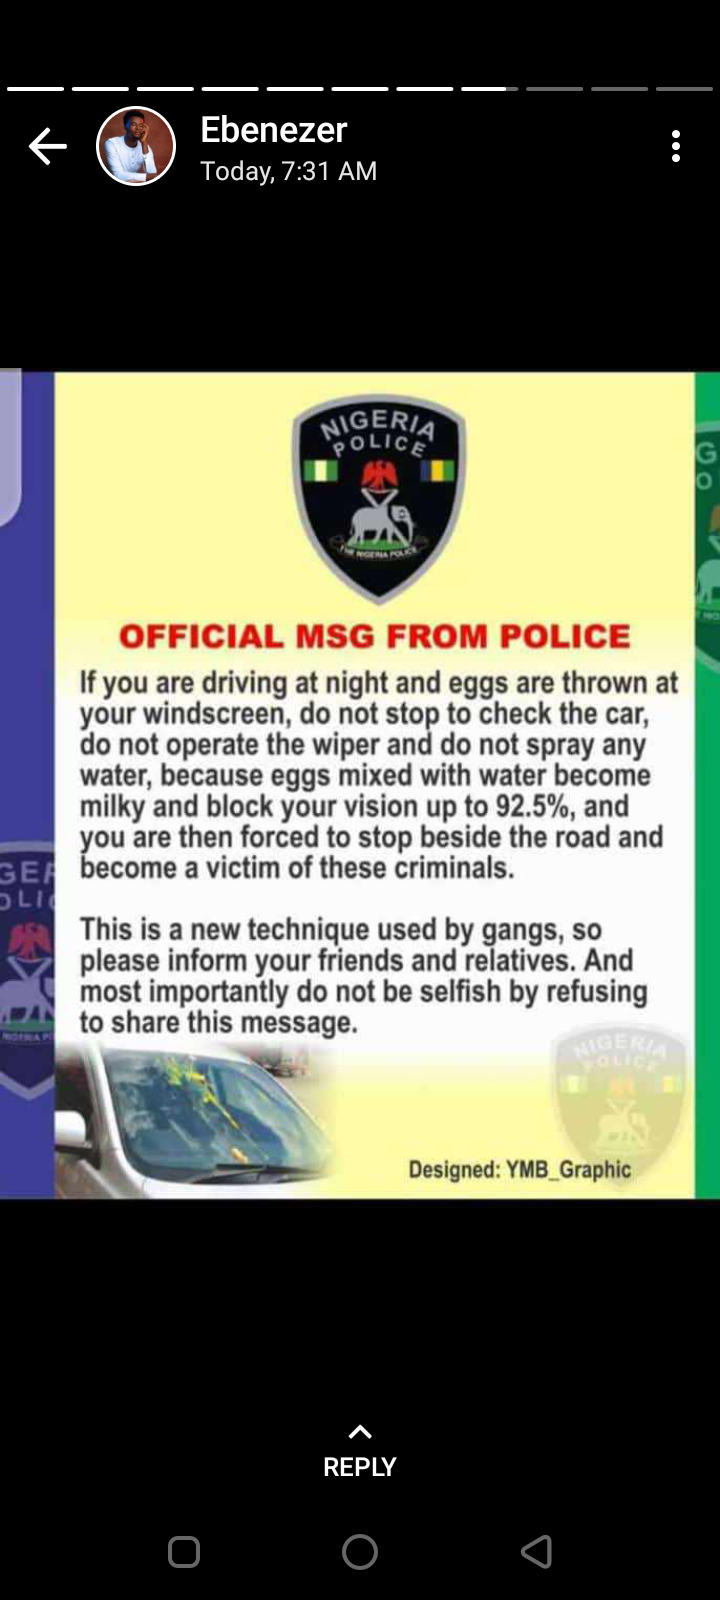 Ebenezer
Today, 7:31 AM
NIGERIA
POLICE
THE NIGERIA POLICE
OFFICIAL MSG FROM POLICE
If you are driving at night and eggs are thrown at
your windscreen, do not stop to check the car,
do not operate the wiper and do not spray any
water, because eggs mixed with water become
milky and block your vision up to 92.5%, and
you are then forced to stop beside the road and
become a victim of these criminals.
This is a new technique used by gangs, so
please inform your friends and relatives. And
most importantly do not be selfish by refusing
to share this message.
NIGERIA
POLICE
Designed: YMB_Graphic
REPLY